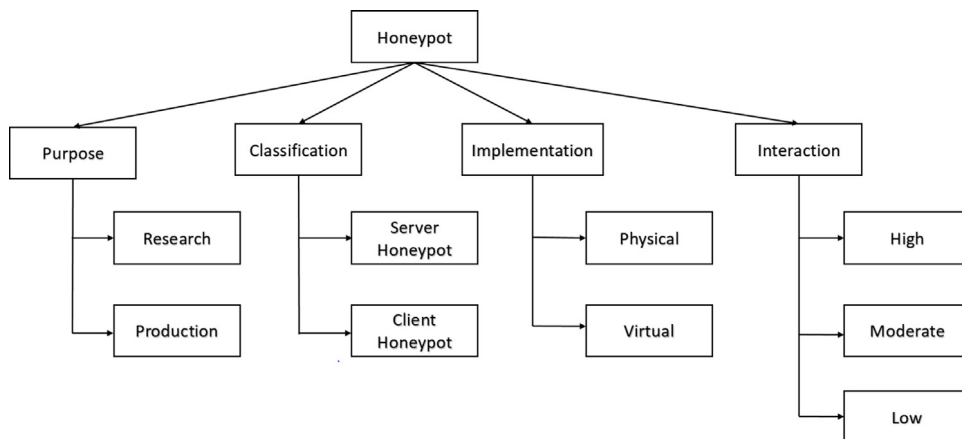 Honeypot
Purpose
Classification
Implementation
Interaction
Research
Server
Honeypot
Physical
High
Production
Client
Honeypot
Virtual
Moderate
Low